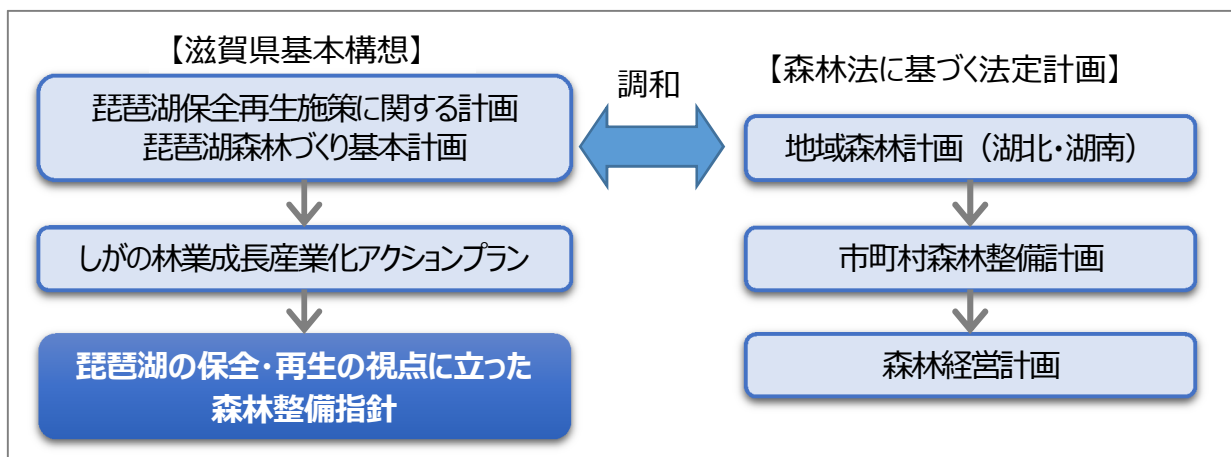 【滋賀県基本構想】
琵琶湖保全再生施策に関する計画
琵琶湖森林づくり基本計画
しがの林業成長産業化アクションプラン
琵琶湖の保全・再生の視点に立った
森林整備指針
調和
【森林法に基づく法定計画】
地域森林計画（湖北・湖南）
市町村森林整備計画
森林経営計画